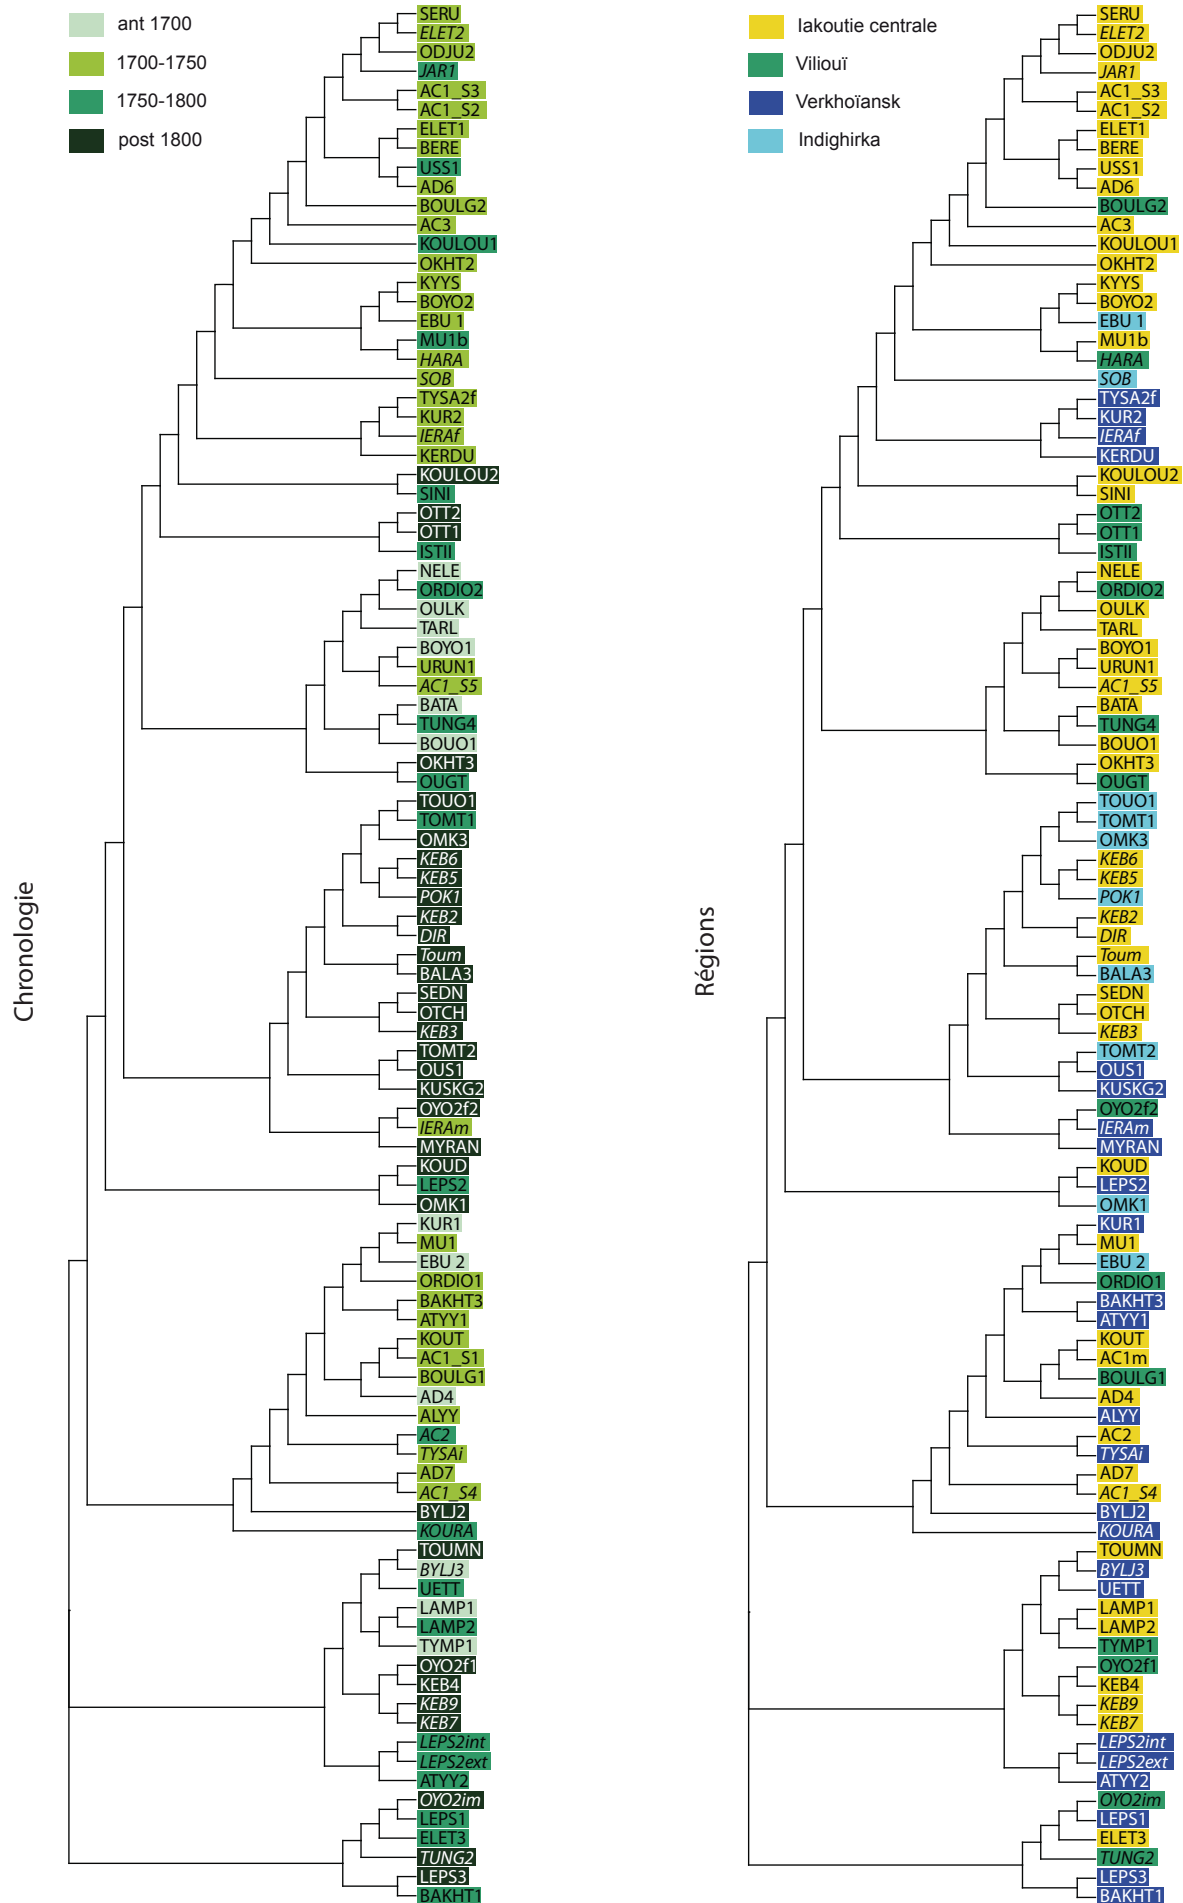 ant 1700
1700-1750
1750-1800
post 1800
Chronologie
SERU
ELET2
ODJU2
JAR1
AC1_S3
AC1_S2
ELET1
BERE
USS1
AD6
BOULG2
AC3
KOULOU1
OKHT2
KYYS
BOYO2
EBU 1
MU1b
HARA
SOB
TYSA2f
KUR2
IERAf
KERDU
KOULOU2
SINI
OTT2
OTT1
ISTII
NELE
ORDIO2
OULK
TARL
BOYO1
URUN1
AC1_S5
BATA
TUNG4
BOUO1
OKHT3
OUGT
TOUO1
TOMT1
OMK3
KEB6
KEB5
POK1
KEB2
DIR
Toum
BALA3
SEDN
OTCH
KEB3
TOMT2
OUS1
KUSKG2
OYO2f2
IERAm
MYRAN
KOUD
LEPS2
OMK1
KUR1
MU1
EBU 2
ORDIO1
BAKHT3
ATYY1
KOUT
AC1_S1
BOULG1
AD4
ALYY
AC2
TYSAi
AD7
AC1_S4
BYLJ2
KOURA
TOUMN
BYLJ3
UETT
LAMP1
LAMP2
TYMP1
OYO2f1
KEB4
KEB9
KEB7
LEPS2int
LEPS2ext
ATYY2
OYO2im
LEPS1
ELET3
TUNG2
LEPS3
BAKHT1
Iakoutie centrale
Viliouï
Verkhoïansk
Indighirka
Régions
SERU
ELET2
ODJU2
JAR1
AC1_S3
AC1_S2
ELET1
BERE
USS1
AD6
BOULG2
AC3
KOULOU1
OKHT2
KYYS
BOYO2
EBU 1
MU1b
HARA
SOB
TYSA2f
KUR2
IERAf
KERDU
KOULOU2
SINI
OTT2
OTT1
ISTII
NELE
ORDIO2
OULK
TARL
BOYO1
URUN1
AC1_S5
BATA
TUNG4
BOUO1
OKHT3
OUGT
TOUO1
TOMT1
OMK3
KEB6
KEB5
POK1
KEB2
DIR
Toum
BALA3
SEDN
OTCH
KEB3
TOMT2
OUS1
KUSKG2
OYO2f2
IERAm
MYRAN
KOUD
LEPS2
OMK1
KUR1
MU1
EBU 2
ORDIO1
BAKHT3
ATYY1
KOUT
AC1m
BOULG1
AD4
ALYY
AC2
TYSAi
AD7
AC1_S4
BYLJ2
KOURA
TOUMN
BYLJ3
UETT
LAMP1
LAMP2
TYMP1
OYO2f1
KEB4
KEB9
KEB7
LEPS2int
LEPS2ext
ATYY2
OYO2im
LEPS1
ELET3
TUNG2
LEPS3
BAKHT1